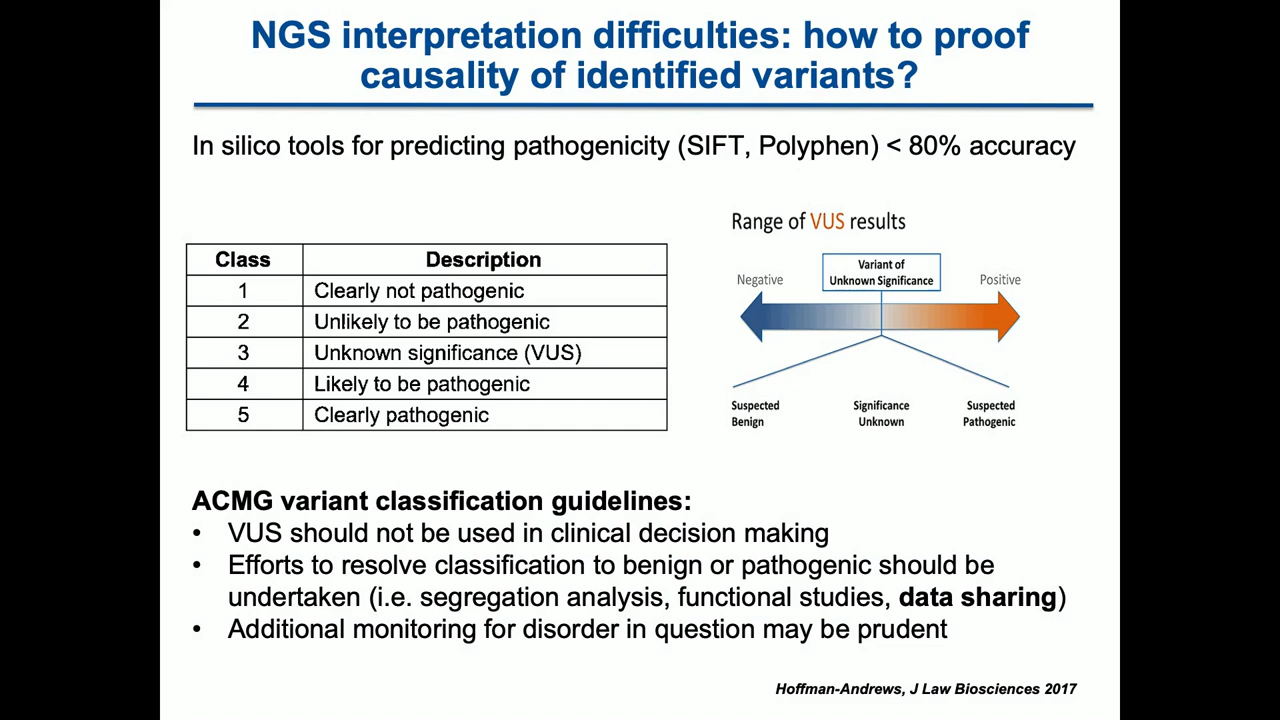 NGS interpretation difficulties: how to proof
causality of identified variants?
In silico tools for predicting pathogenicity (SIFT, Polyphen) < 80% accuracy
Class Description
1 Clearly not pathogenic
2 Unlikely to be pathogenic
3 Unknown significance (VUS)
4 Likely to be pathogenic
5 Clearly pathogenic
Range of VUS results
Variant of
Unknown Significance
Negative
Positive
Suspected
Benign
Significance
Unknown
Suspected
Pathogenic
ACMG variant classification guidelines:
• VUS should not be used in clinical decision making
• Efforts to resolve classification to benign or pathogenic should be
undertaken (i.e. segregation analysis, functional studies, data sharing)
• Additional monitoring for disorder in question may be prudent
Hoffman-Andrews, J Law Biosciences 2017